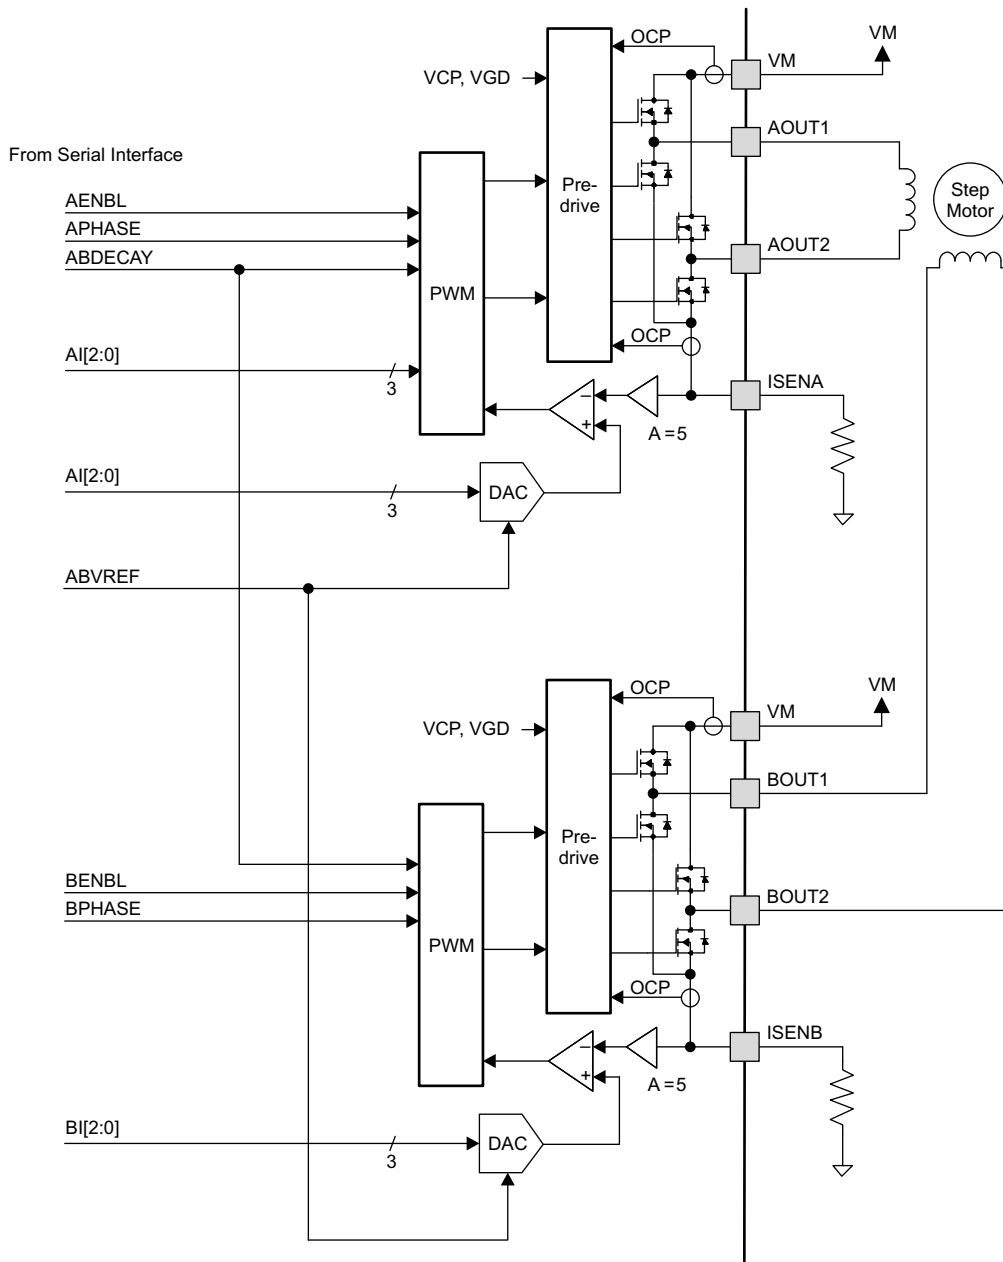 OCP
VM
VM
VCP, VGD
AOUT1
From Serial Interface
Pre-
drive
Step
Motor
AENBL
APHASE
ABDECAY
AOUT2
PWM
OCP
AI[2:0]
3
ISENA
–
+
A = 5
AI[2:0]
3
DAC
ABVREF
OCP
VM
VM
VCP, VGD
BOUT1
Pre-
drive
BENBL
BPHASE
BOUT2
PWM
OCP
ISENB
–
+
A = 5
BI[2:0]
3
DAC